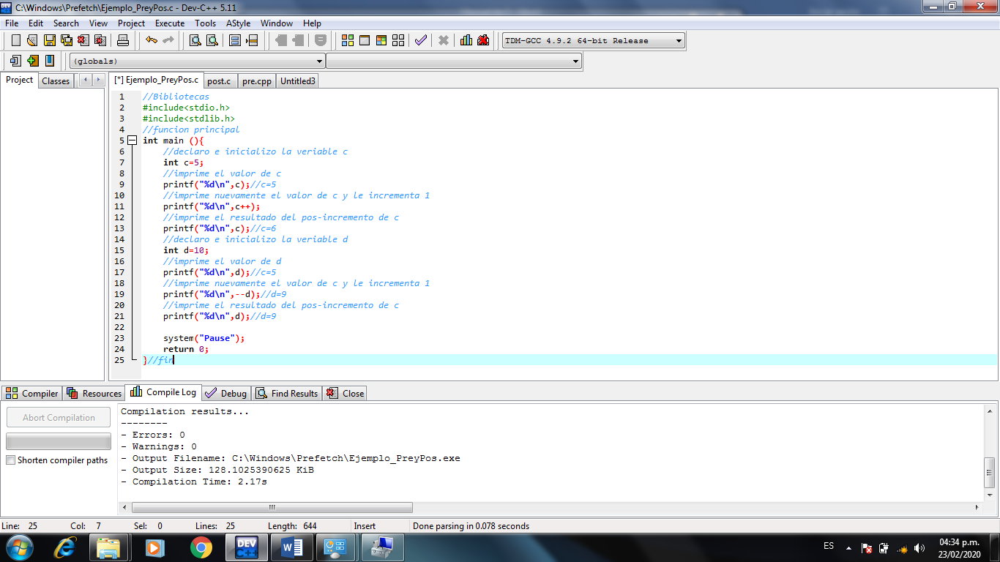 C:\Windows\Prefetch\Ejemplo_PreyPos.c - Dev-C++ 5.11
File Edit Search View Project Execute Tools AStyle Window Help
TDM-GCC 4.9.2 64-bit Release
(globals)
Project Classes [*] Ejemplo_PreyPos.c post.c pre.cpp Untitled3
1 //Bibliotecas
2 #include<stdio.h>
3 #include<stdlib.h>
4 //funcion principal
5 int main (){
6 //declaro e inicializo la veriable c
7 int c=5;
8 //imprime el valor de c
9 printf("%d\n",c);//c=5
10 //imprime nuevamente el valor de c y le incrementa 1
11 printf("%d\n",c++);
12 //imprime el resultado del pos-incremento de c
13 printf("%d\n",c);//c=6
14 //declaro e inicializo la veriable d
15 int d=10;
16 //imprime el valor de d
17 printf("%d\n",d);//c=5
18 //imprime nuevamente el valor de c y le incrementa 1
19 printf("%d\n",--d);//d=9
20 //imprime el resultado del pos-incremento de c
21 printf("%d\n",d);//d=9
22
23 system("Pause");
24 return 0;
25 }//fin
Compiler Resources Compile Log Debug Find Results Close
Abort Compilation
Shorten compiler paths
Compilation results...
--------
- Errors: 0
- Warnings: 0
- Output Filename: C:\Windows\Prefetch\Ejemplo_PreyPos.exe
- Output Size: 128.1025390625 KiB
- Compilation Time: 2.17s
Line: 25 Col: 7 Sel: 0 Lines: 25 Length: 644 Insert Done parsing in 0.078 seconds
DEV C++
ES
04:34 p.m.
23/02/2020